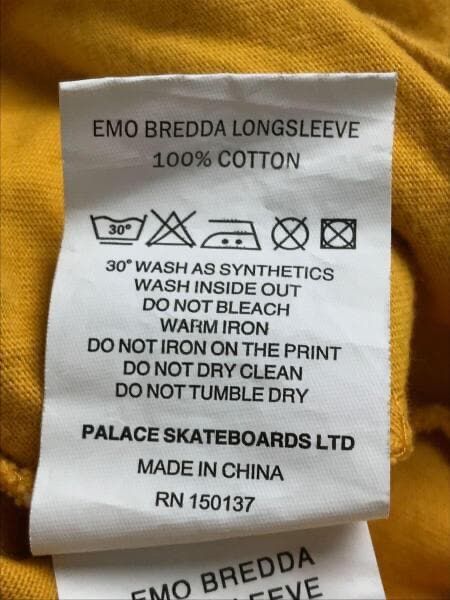 EMO BREDDA LONGSLEEVE
100% COTTON
30°
30° WASH AS SYNTHETICS
WASH INSIDE OUT
DO NOT BLEACH
WARM IRON
DO NOT IRON ON THE PRINT
DO NOT DRY CLEAN
DO NOT TUMBLE DRY
PALACE SKATEBOARDS LTD
MADE IN CHINA
RN 150137
EMO BREDDA